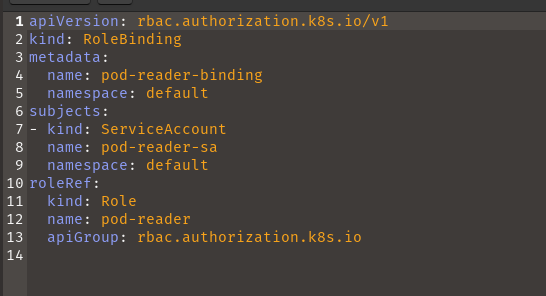 1 apiVersion: rbac.authorization.k8s.io/v1
2 kind: RoleBinding
3 metadata:
4   name: pod-reader-binding
5   namespace: default
6 subjects:
7 - kind: ServiceAccount
8   name: pod-reader-sa
9   namespace: default
10 roleRef:
11   kind: Role
12   name: pod-reader
13   apiGroup: rbac.authorization.k8s.io
14